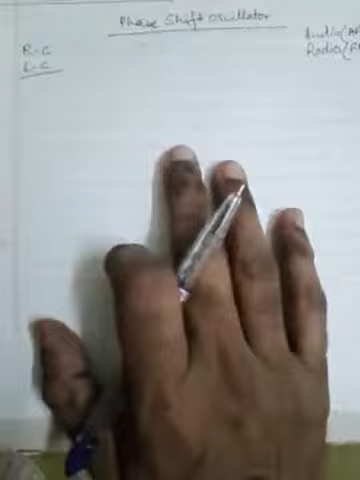 Phase Shift Oscillator
R-C
L-C
Audio(A
Radio(